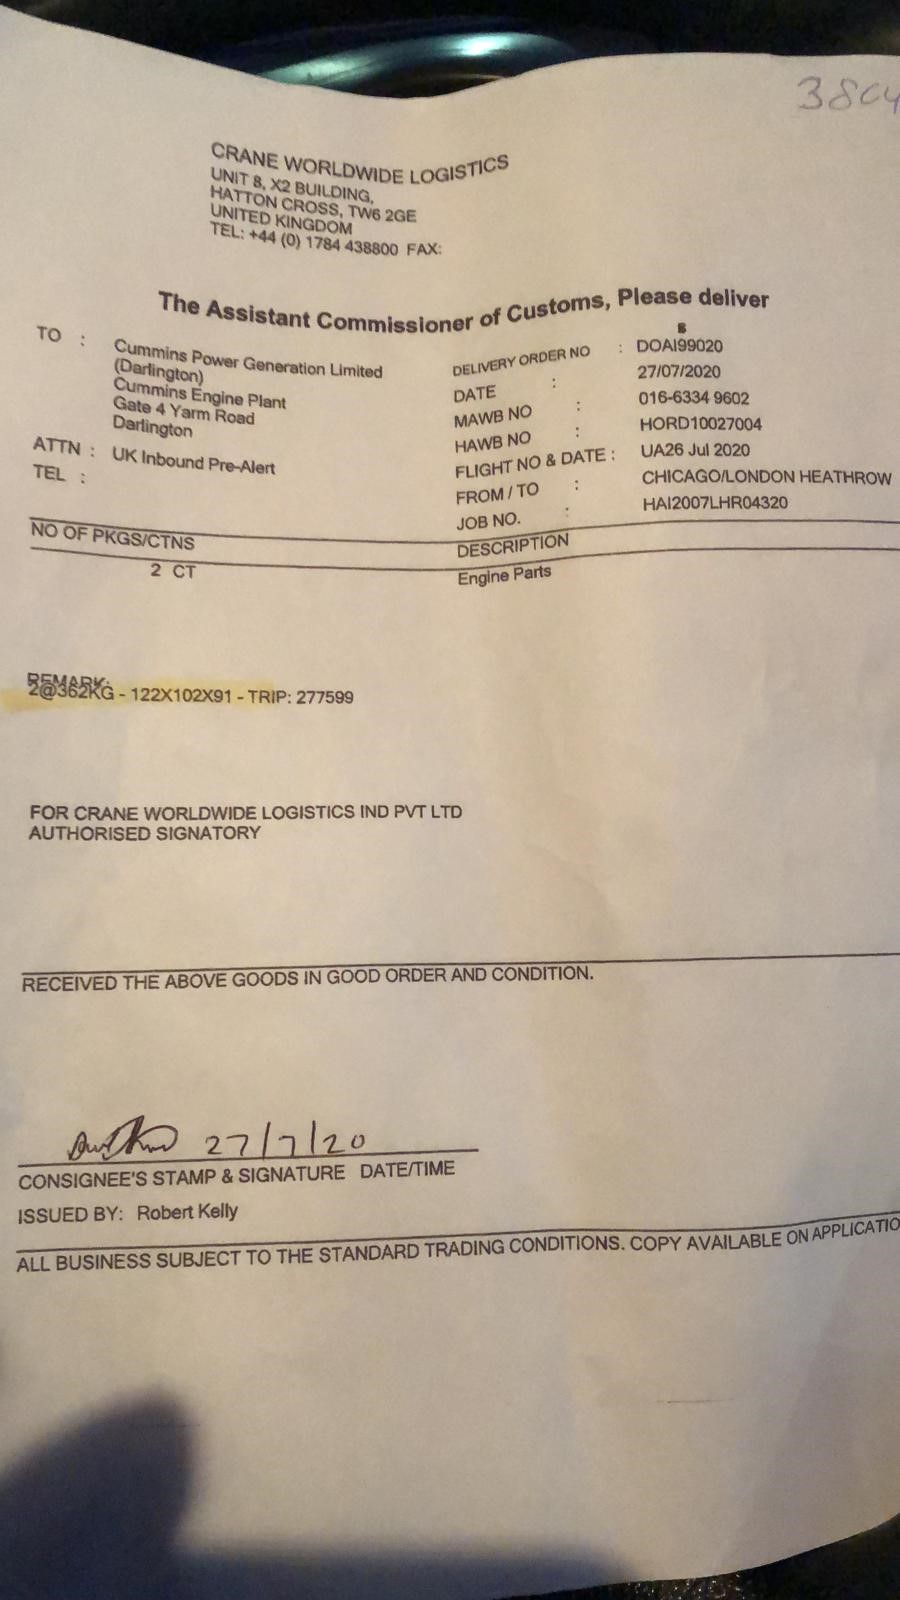 38C4
CRANE WORLDWIDE LOGISTICS
UNIT 8, X2 BUILDING,
HATTON CROSS, TW6 2GE
UNITED KINGDOM
TEL: +44 (0) 1784 438800 FAX:
The Assistant Commissioner of Customs, Please deliver
s
TO : Cummins Power Generation Limited
(Darlington)
Cummins Engine Plant
Gate 4 Yarm Road
Darlington
ATTN : UK Inbound Pre-Alert
TEL :
DELIVERY ORDER NO : DOAI99020
DATE : 27/07/2020
MAWB NO : 016-6334 9602
HAWB NO : HORD10027004
FLIGHT NO & DATE : UA26 Jul 2020
FROM / TO : CHICAGO/LONDON HEATHROW
JOB NO. : HAI2007LHR04320
NO OF PKGS/CTNS DESCRIPTION
2 CT Engine Parts
REMARK:
2@362KG - 122X102X91 - TRIP: 277599
FOR CRANE WORLDWIDE LOGISTICS IND PVT LTD
AUTHORISED SIGNATORY
RECEIVED THE ABOVE GOODS IN GOOD ORDER AND CONDITION.
27/7/20
CONSIGNEE'S STAMP & SIGNATURE DATE/TIME
ISSUED BY: Robert Kelly
ALL BUSINESS SUBJECT TO THE STANDARD TRADING CONDITIONS. COPY AVAILABLE ON APPLICATIO